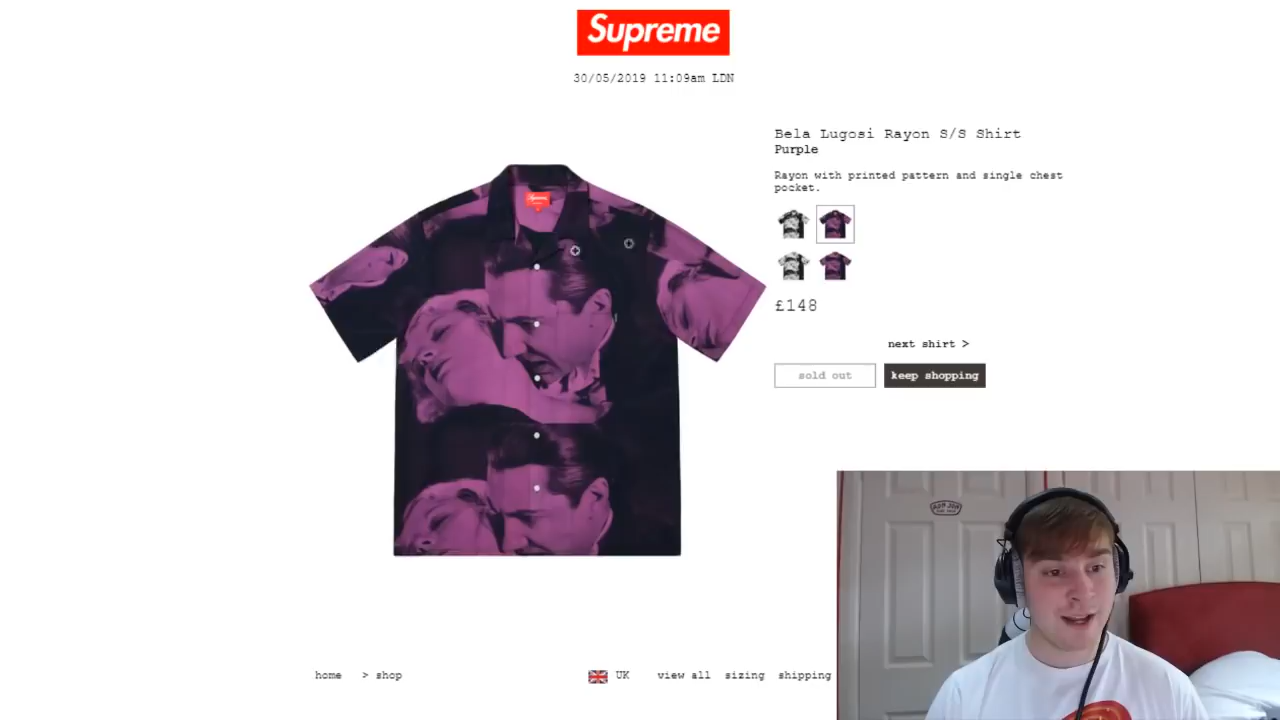 Supreme
30/05/2019 11:09am LDN
Bela Lugosi Rayon S/S Shirt
Purple
Rayon with printed pattern and single chest
pocket.
£148
next shirt >
sold out
keep shopping
Supreme
home > shop
UK view all sizing shipping